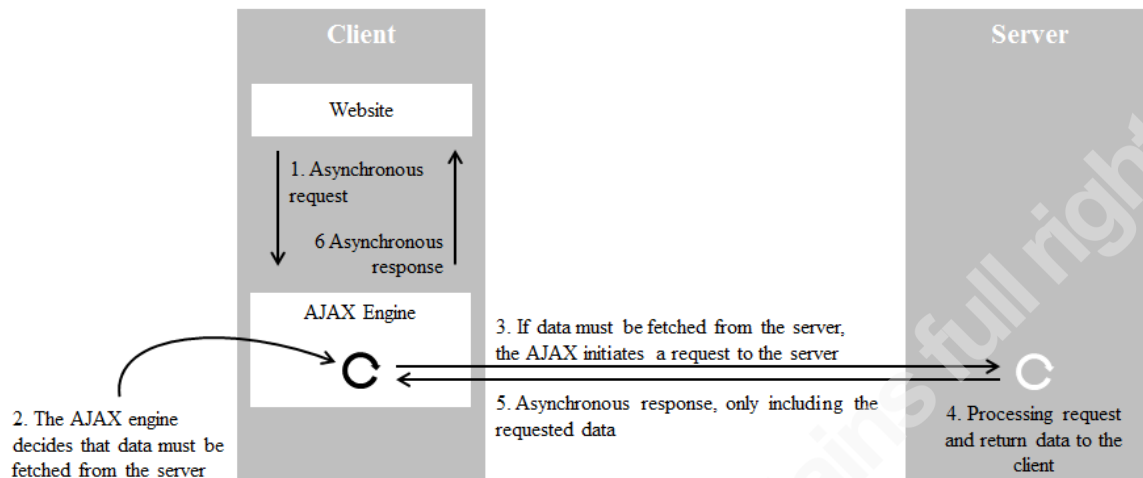 Client
Server
Website
1. Asynchronous
request
6 Asynchronous
response
AJAX Engine
3. If data must be fetched from the server,
the AJAX initiates a request to the server
2. The AJAX engine
decides that data must be
fetched from the server
5. Asynchronous response, only including the
requested data
4. Processing request
and return data to the
client
ains full right